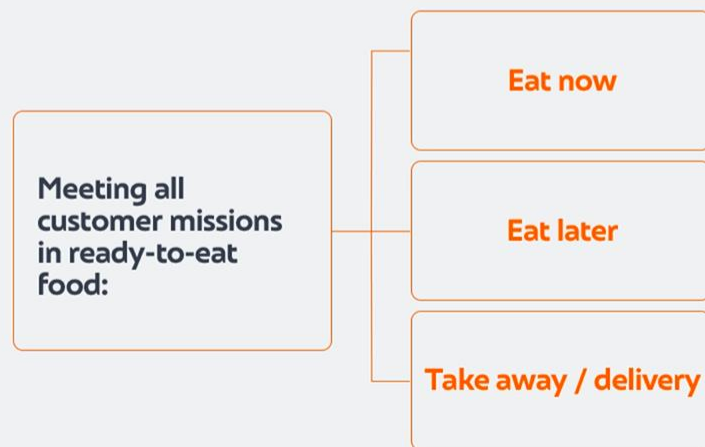 Meeting all
customer missions
in ready-to-eat
food:
Eat now
Eat later
Take away / delivery